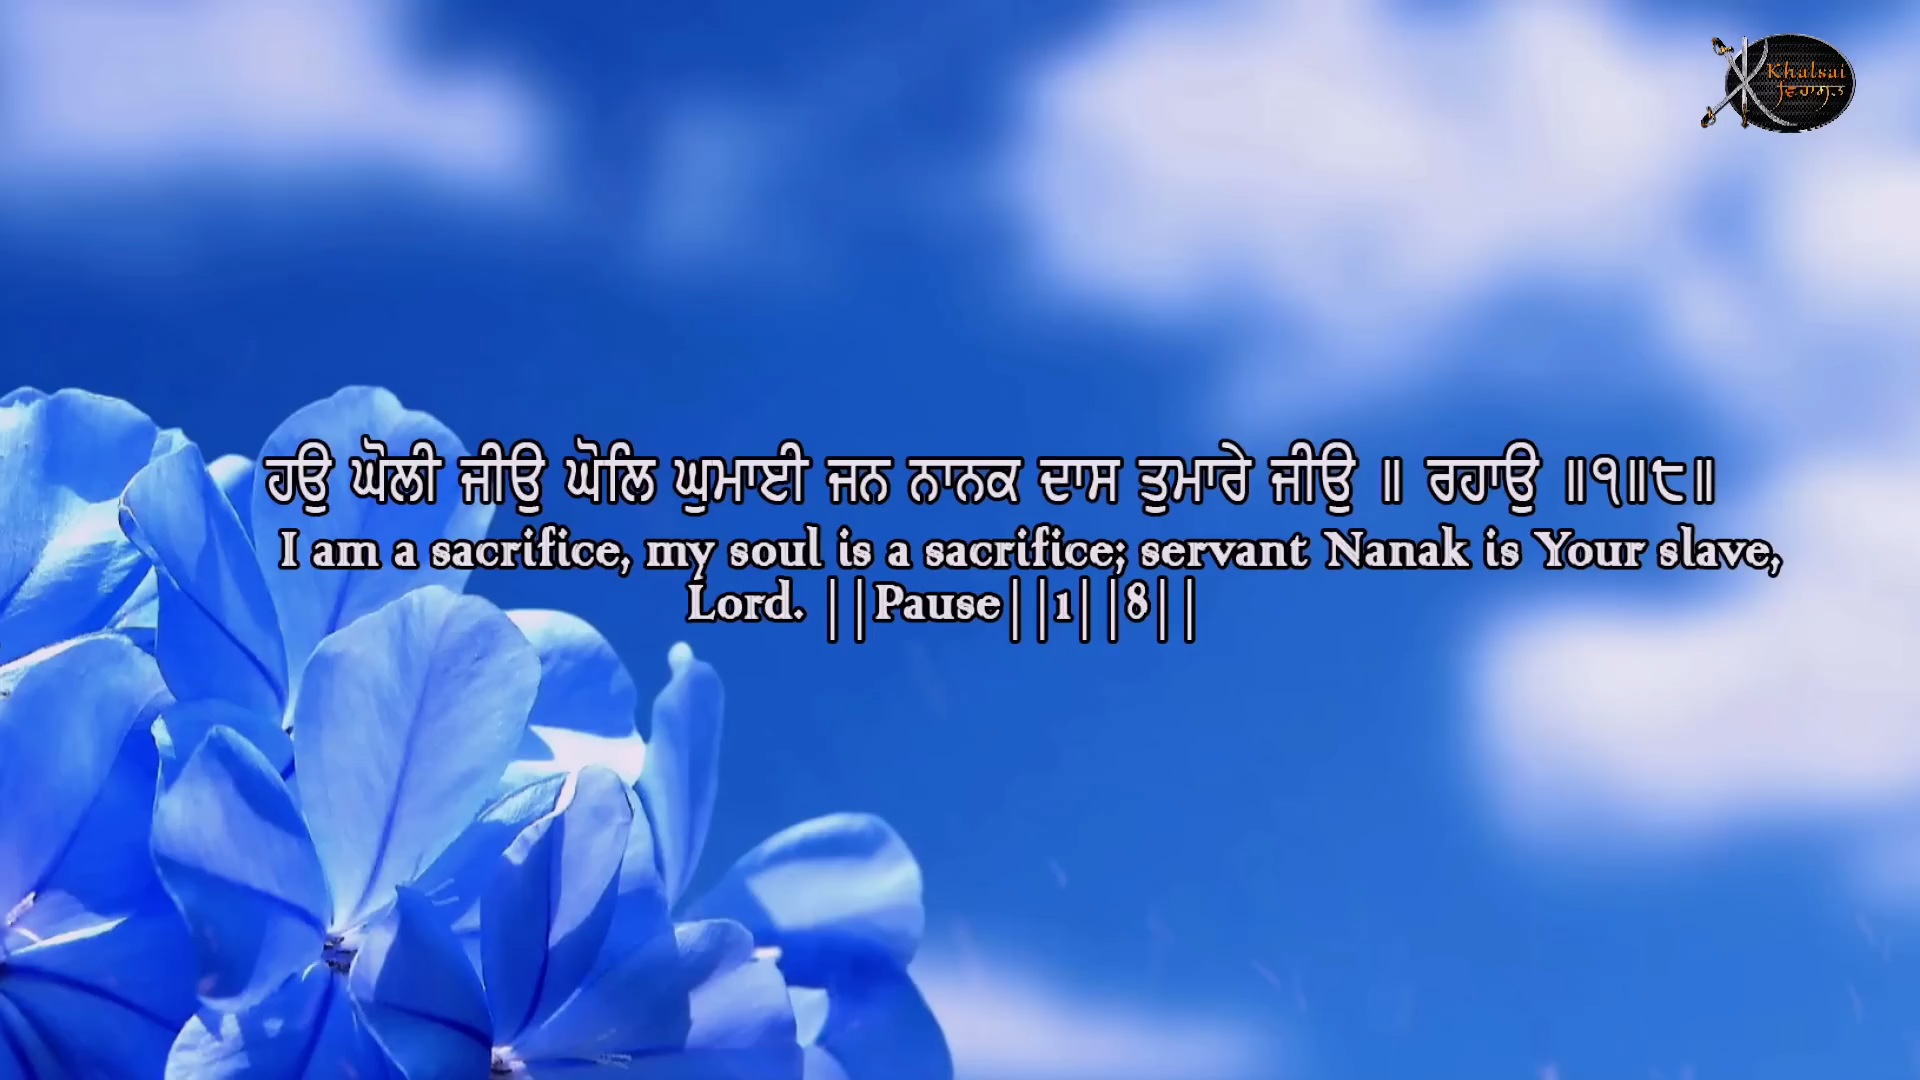 Khalsai
ਵਿਰਾਸਤ
ਹਉ ਘੋਲੀ ਜੀਉ ਘੋਲਿ ਘੁਮਾਈ ਜਨ ਨਾਨਕ ਦਾਸ ਤੁਮਾਰੇ ਜੀਉ ॥ ਰਹਾਉ ॥੧॥੮॥
I am a sacrifice, my soul is a sacrifice; servant Nanak is Your slave,
Lord. ||Pause||1||8||